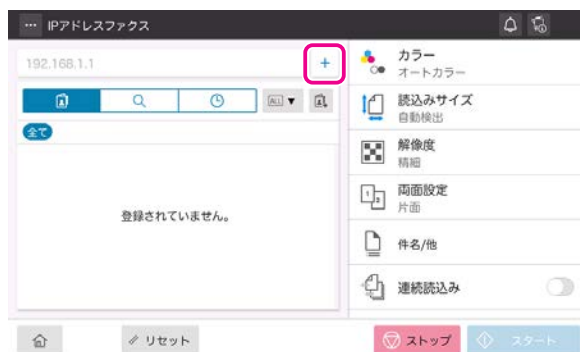 IPアドレスファクス
192.168.1.1
+
ALL ▼
全て
登録されていません。
カラー
オートカラー
読込みサイズ
自動検出
解像度
精細
両面設定
片面
件名/他
連続読込み
リセット
ストップ
スタート